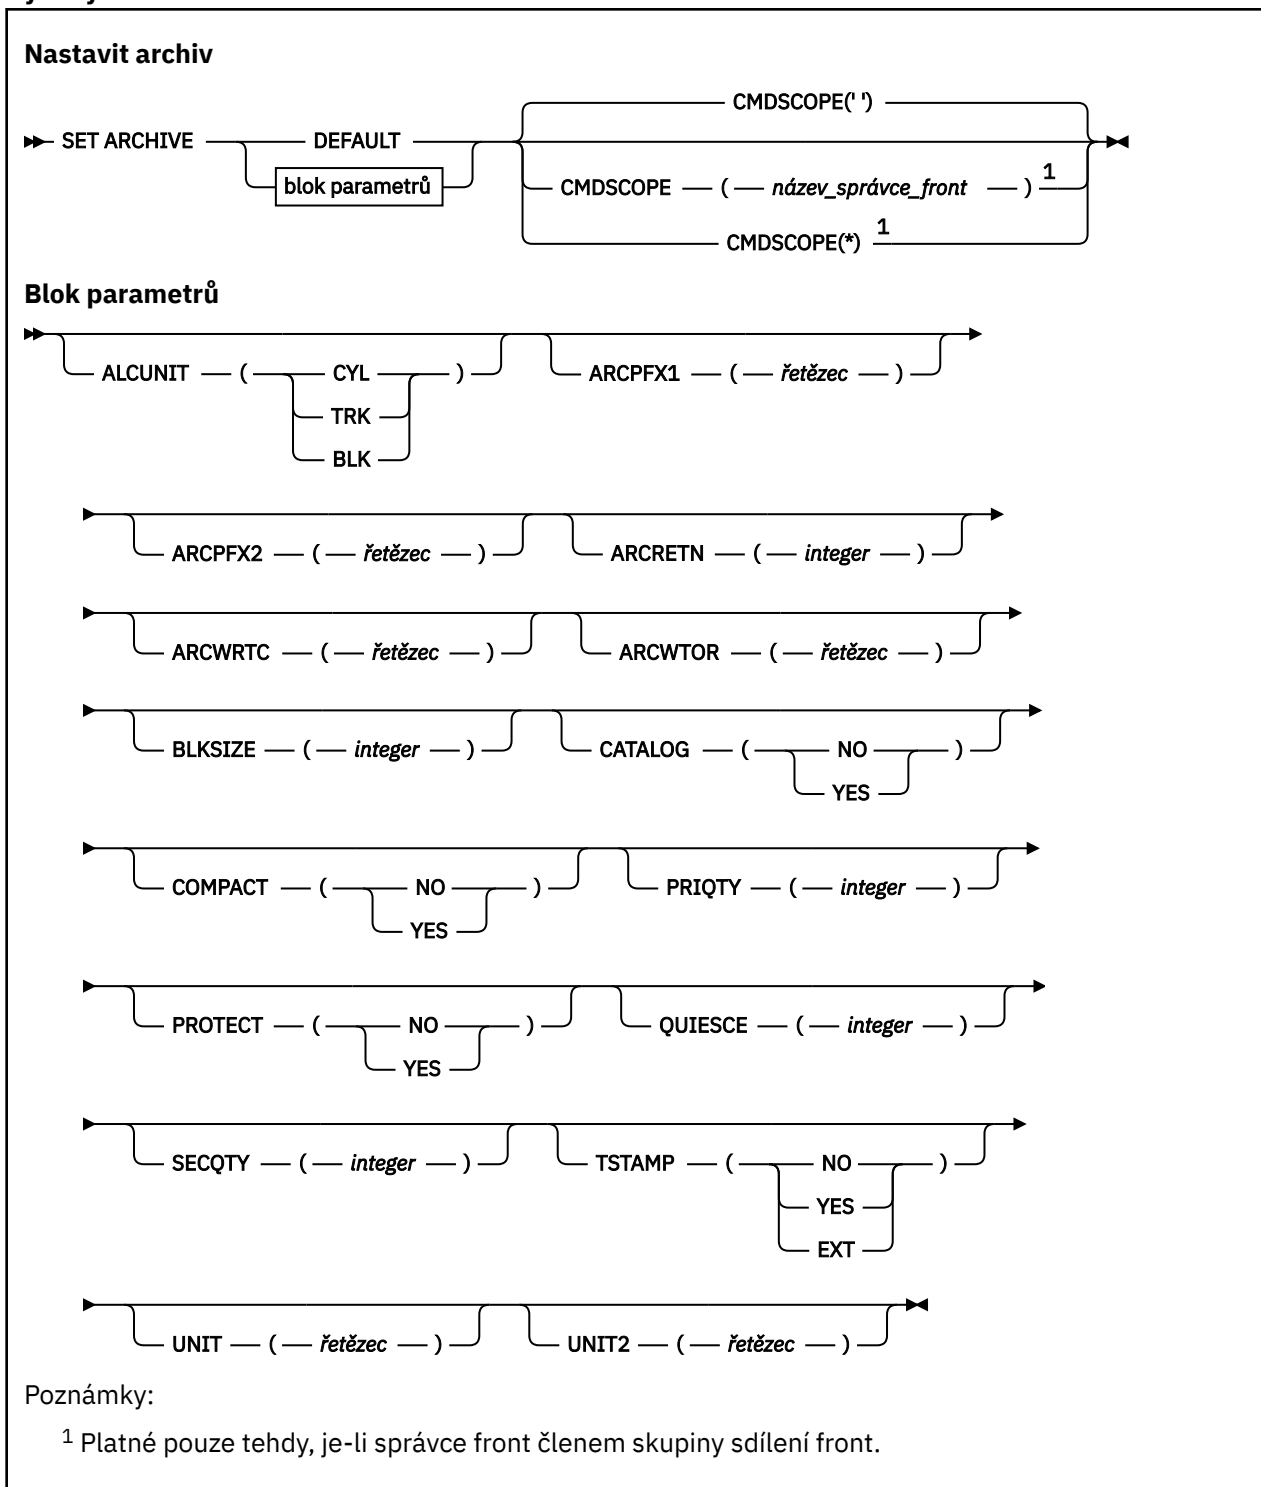 Nastavit archiv
CMDSCOPE(' ')
SET ARCHIVE DEFAULT
blok parametrů
CMDSCOPE ( název_správce_front ) 1
CMDSCOPE(*) 1
Blok parametrů
ALCUNIT ( CYL ) ARCPFX1 ( řetězec )
TRK
BLK
ARCPFX2 ( řetězec ) ARCRETN ( integer )
ARCWRTC ( řetězec ) ARCWTOR ( řetězec )
BLKSIZE ( integer ) CATALOG ( NO )
YES
COMPACT ( NO ) PRIQTY ( integer )
YES
PROTECT ( NO ) QUIESCE ( integer )
YES
SECQTY ( integer ) TSTAMP ( NO )
YES
EXT
UNIT ( řetězec ) UNIT2 ( řetězec )
Poznámky:
1 Platné pouze tehdy, je-li správce front členem skupiny sdílení front.